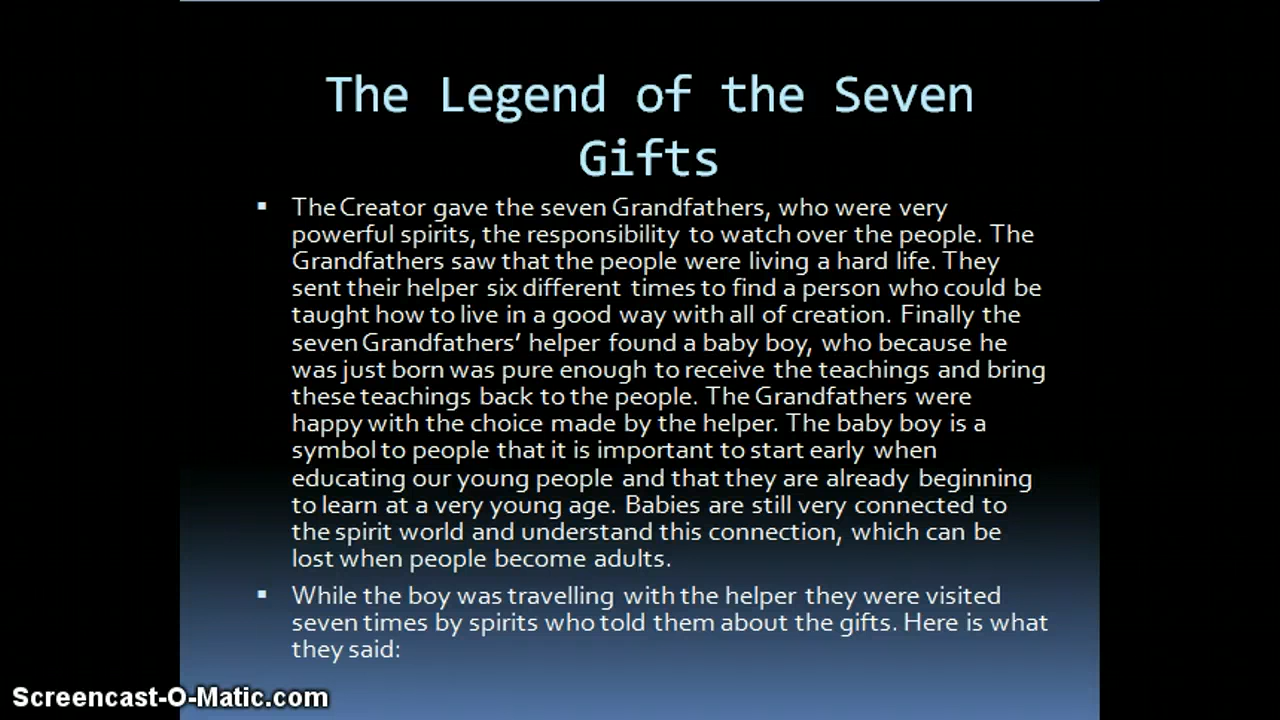 The Legend of the Seven
Gifts
▪ The Creator gave the seven Grandfathers, who were very
powerful spirits, the responsibility to watch over the people. The
Grandfathers saw that the people were living a hard life. They
sent their helper six different times to find a person who could be
taught how to live in a good way with all of creation. Finally the
seven Grandfathers’ helper found a baby boy, who because he
was just born was pure enough to receive the teachings and bring
these teachings back to the people. The Grandfathers were
happy with the choice made by the helper. The baby boy is a
symbol to people that it is important to start early when
educating our young people and that they are already beginning
to learn at a very young age. Babies are still very connected to
the spirit world and understand this connection, which can be
lost when people become adults.
▪ While the boy was travelling with the helper they were visited
seven times by spirits who told them about the gifts. Here is what
they said:
Screencast-O-Matic.com